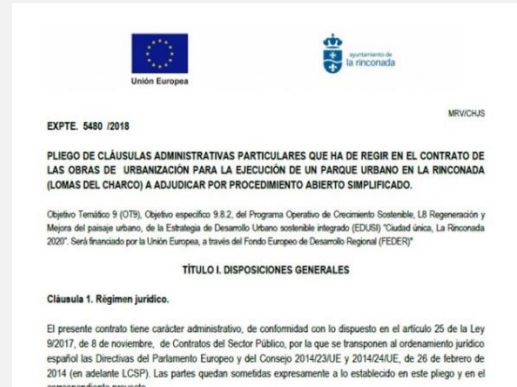 Unión Europea
ayuntamiento de
la rinconada
MRV/CHJS
EXPTE. 5480 /2018
PLIEGO DE CLÁUSULAS ADMINISTRATIVAS PARTICULARES QUE HA DE REGIR EN EL CONTRATO DE
LAS OBRAS DE URBANIZACIÓN PARA LA EJECUCIÓN DE UN PARQUE URBANO EN LA RINCONADA
(LOMAS DEL CHARCO) A ADJUDICAR POR PROCEDIMIENTO ABIERTO SIMPLIFICADO.
Objetivo Temático 9 (OT9), Objetivo específico 9.8.2, del Programa Operativo de Crecimiento Sostenible, L8 Regeneración y
Mejora del paisaje urbano, de la Estrategia de Desarrollo Urbano sostenible integrado (EDUSI) "Ciudad única, La Rinconada
2020". Será financiado por la Unión Europea, a través del Fondo Europeo de Desarrollo Regional (FEDER)"
TÍTULO I. DISPOSICIONES GENERALES
Cláusula 1. Régimen jurídico.
El presente contrato tiene carácter administrativo, de conformidad con lo dispuesto en el artículo 25 de la Ley
9/2017, de 8 de noviembre, de Contratos del Sector Público, por la que se transponen al ordenamiento jurídico
español las Directivas del Parlamento Europeo y del Consejo 2014/23/UE y 2014/24/UE, de 26 de febrero de
2014 (en adelante LCSP). Las partes quedan sometidas expresamente a lo establecido en este pliego y en el
correspondiente proyecto